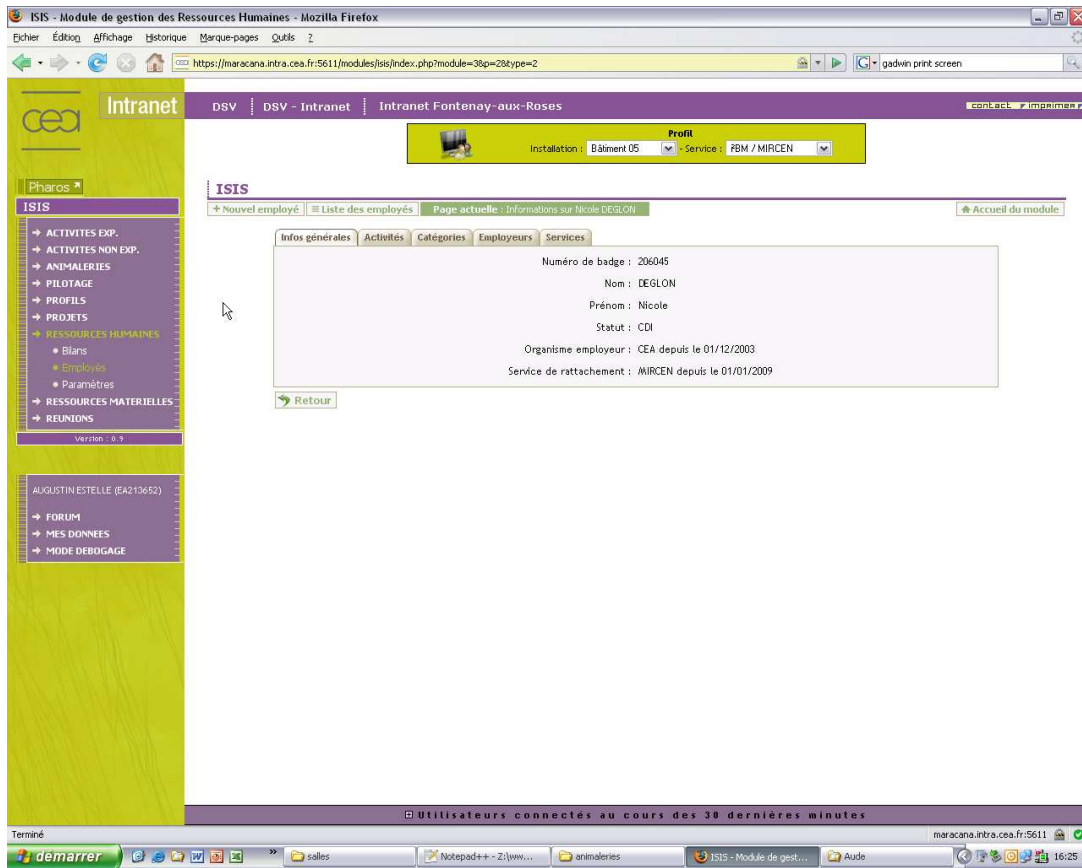 ISIS - Module de gestion des Ressources Humaines - Mozilla Firefox
Fichier Édition Affichage Historique Marque-pages Outils ?
https://maracana.intra.cea.fr:5611/modules/isis/index.php?module=3&p=2&type=2
G gadwin print screen
cea Intranet
DSV DSV - Intranet Intranet Fontenay-aux-Roses
contact imprimer
Profil
Installation : Bâtiment 05 - Service : I²BM / MIRCEN
Pharos
ISIS
ISIS
+ Nouvel employé Liste des employés Page actuelle : Informations sur Nicole DEGLON Accueil du module
ACTIVITES EXP.
ACTIVITES NON EXP.
ANIMALERIES
PILOTAGE
PROFILS
PROJETS
RESSOURCES HUMAINES
Bilans
Employés
Paramètres
RESSOURCES MATERIELLES
REUNIONS
Version : 0.9
Infos générales Activités Catégories Employeurs Services
Numéro de badge : 206045
Nom : DEGLON
Prénom : Nicole
Statut : CDI
Organisme employeur : CEA depuis le 01/12/2003
Service de rattachement : MIRCEN depuis le 01/01/2009
Retour
AUGUSTIN ESTELLE (EA213652)
FORUM
MES DONNEES
MODE DEBOGAGE
Utilisateurs connectés au cours des 30 dernières minutes
Terminé
maracana.intra.cea.fr:5611
démarrer
salles
Notepad++ - Z:\ww...
animaleries
ISIS - Module de gest...
Aude
16:25